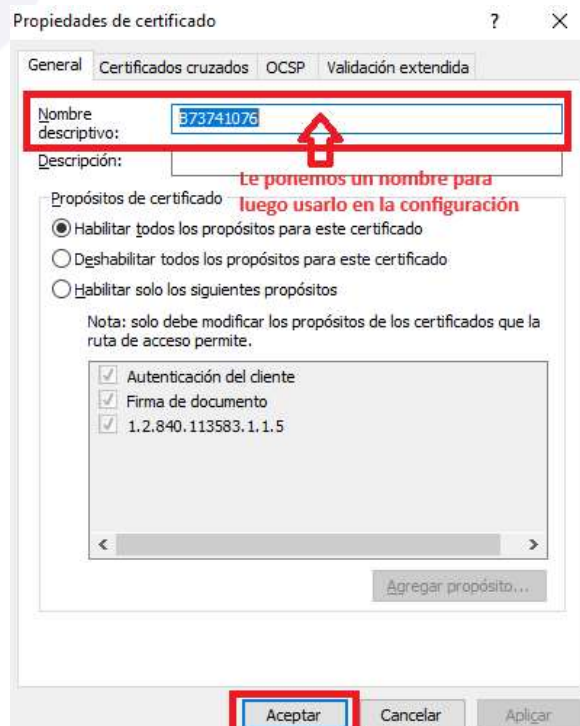 Propiedades de certificado ? ×
General Certificados cruzados OCSP Validación extendida
Nombre descriptivo: 873741076
Descripción:
Le ponemos un nombre para
luego usarlo en la configuración
Propósitos de certificado
Habilitar todos los propósitos para este certificado
Deshabilitar todos los propósitos para este certificado
Habilitar solo los siguientes propósitos
Nota: solo debe modificar los propósitos de los certificados que la
ruta de acceso permite.
Autenticación del cliente
Firma de documento
1.2.840.113583.1.1.5
Agregar propósito...
Aceptar Cancelar Aplicar